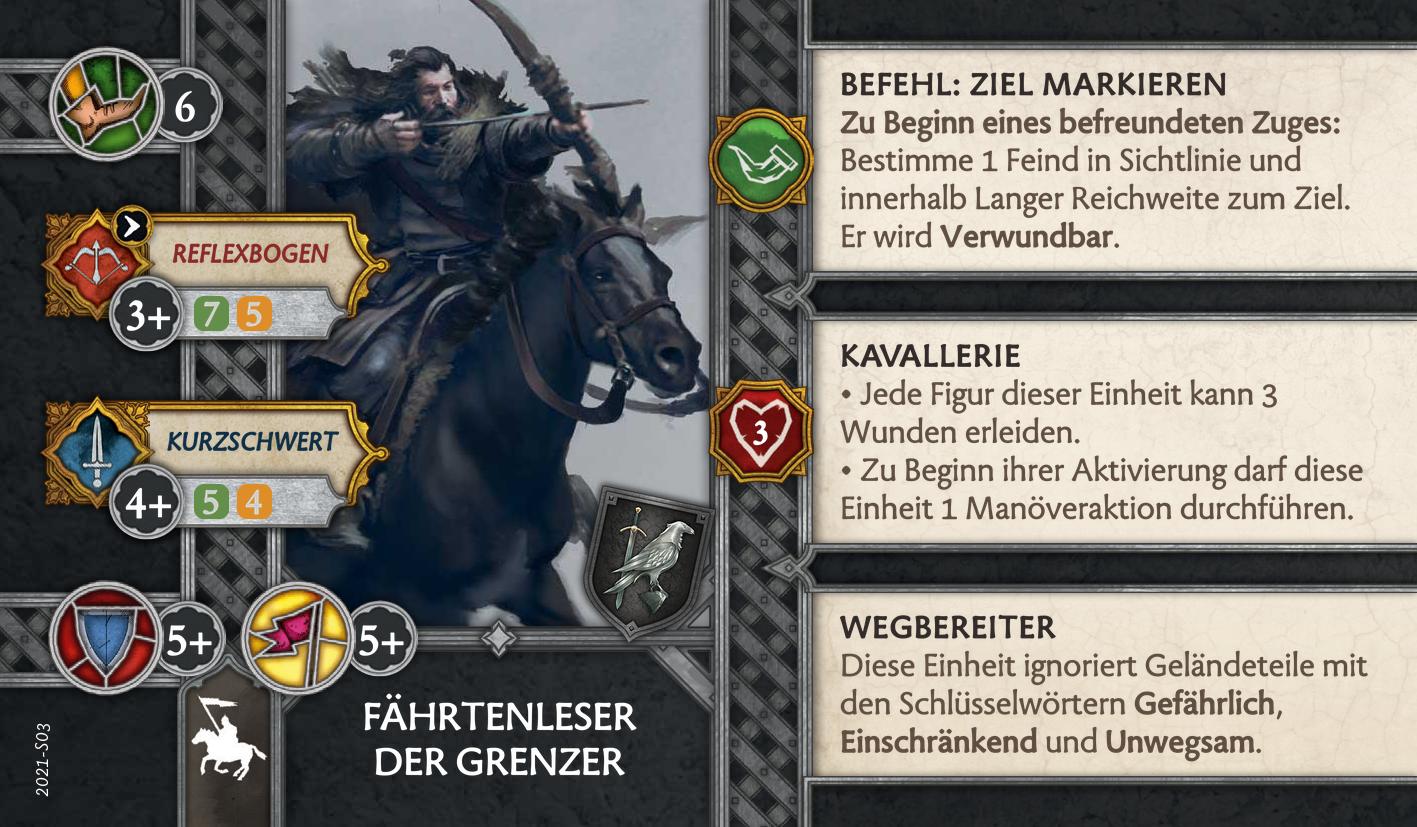 6
REFLEXBOGEN
3+ 7 5
KURZSCHWERT
4+ 5 4
5+ 5+
FÄHRTENLESER
DER GRENZER
2021-S03
BEFEHL: ZIEL MARKIEREN
Zu Beginn eines befreundeten Zuges:
Bestimme 1 Feind in Sichtlinie und
innerhalb Langer Reichweite zum Ziel.
Er wird Verwundbar.
3
KAVALLERIE
• Jede Figur dieser Einheit kann 3
Wunden erleiden.
• Zu Beginn ihrer Aktivierung darf diese
Einheit 1 Manöveraktion durchführen.
WEGBEREITER
Diese Einheit ignoriert Geländeteile mit
den Schlüsselwörtern Gefährlich,
Einschränkend und Unwegsam.